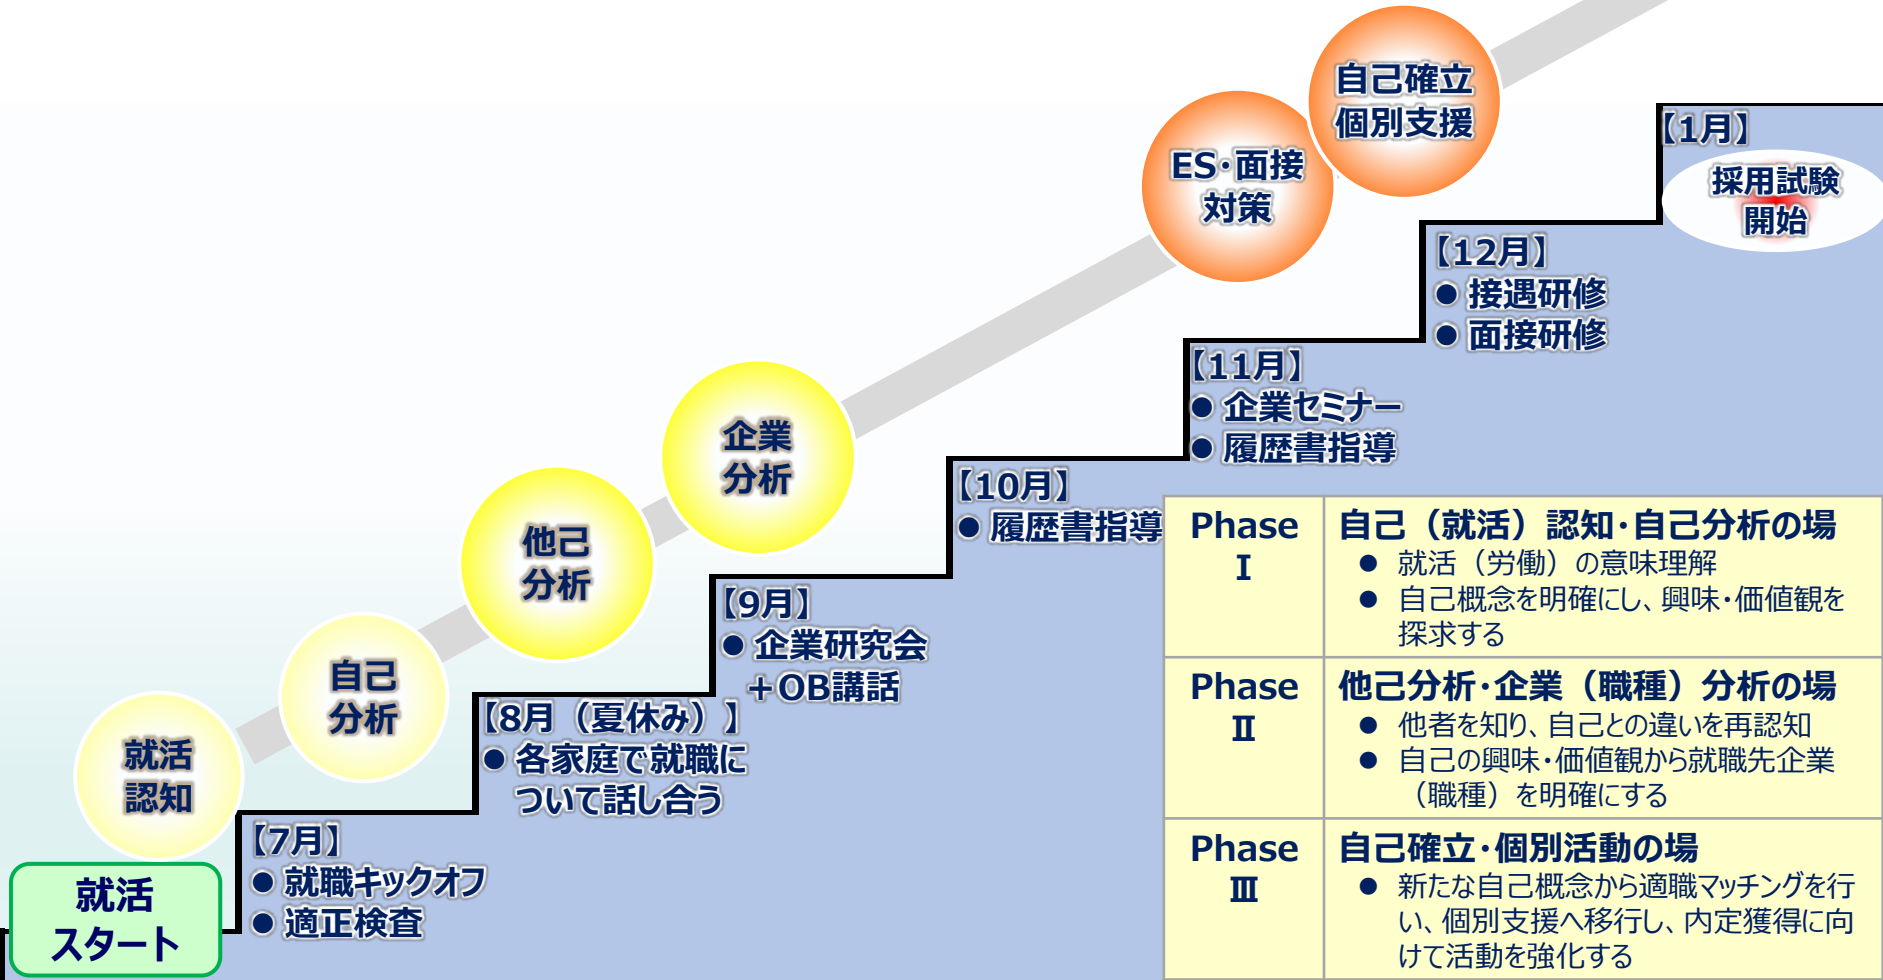 自己確立
個別支援
ES・面接
対策
企業
分析
他己
分析
自己
分析
就活
認知
就活
スタート
【7月】
● 就職キックオフ
● 適正検査
【8月（夏休み）】
● 各家庭で就職に
ついて話し合う
【9月】
● 企業研究会
＋OB講話
【10月】
● 履歴書指導
【11月】
● 企業セミナー
● 履歴書指導
【12月】
● 接遇研修
● 面接研修
【1月】
採用試験
開始
Phase
Ⅰ
自己（就活）認知・自己分析の場
● 就活（労働）の意味理解
● 自己概念を明確にし、興味・価値観を
探求する
Phase
Ⅱ
他己分析・企業（職種）分析の場
● 他者を知り、自己との違いを再認知
● 自己の興味・価値観から就職先企業
（職種）を明確にする
Phase
Ⅲ
自己確立・個別活動の場
● 新たな自己概念から適職マッチングを行
い、個別支援へ移行し、内定獲得に向
けて活動を強化する